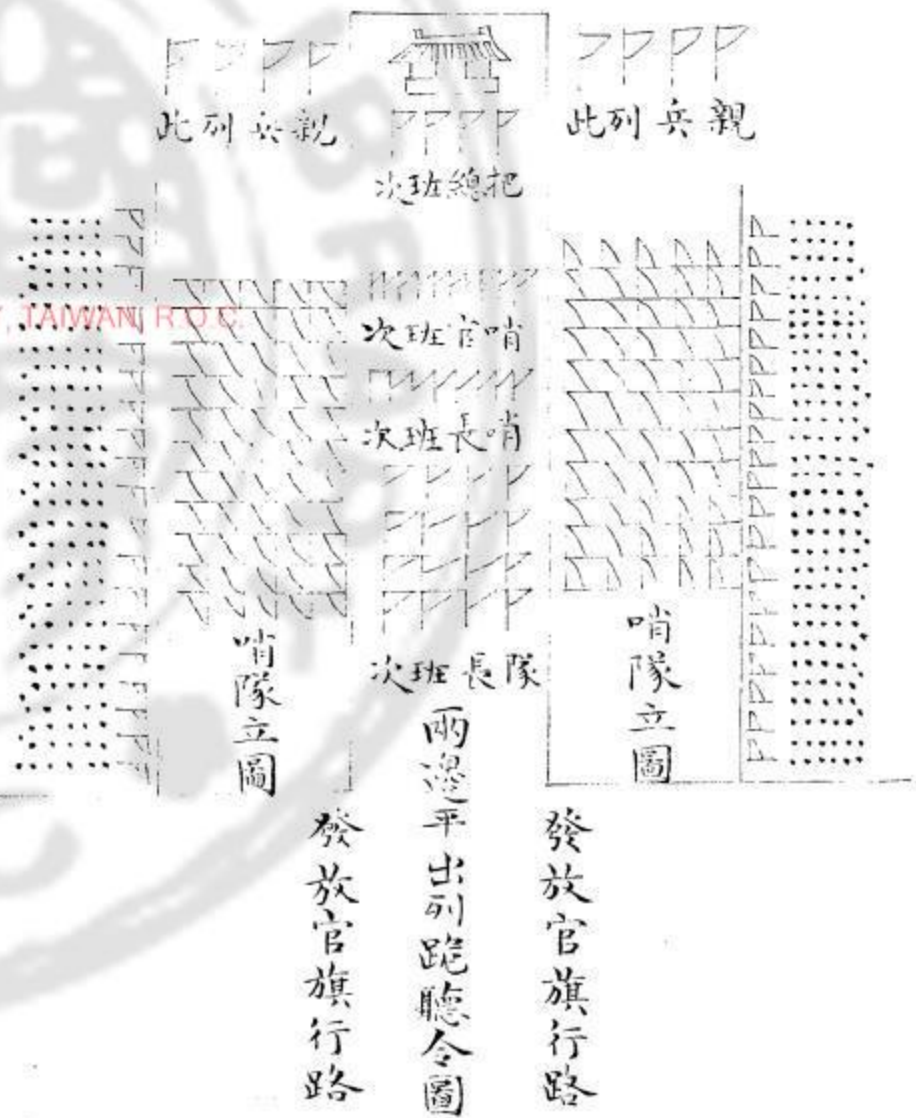 親兵列此
親兵列此
把總班次
哨官班次
哨長班次
隊長班次
哨隊立圖
哨隊立圖
發放官旗行路
兩邊平出列跪聽令圖
發放官旗行路
TAIWAN, R.O.C.